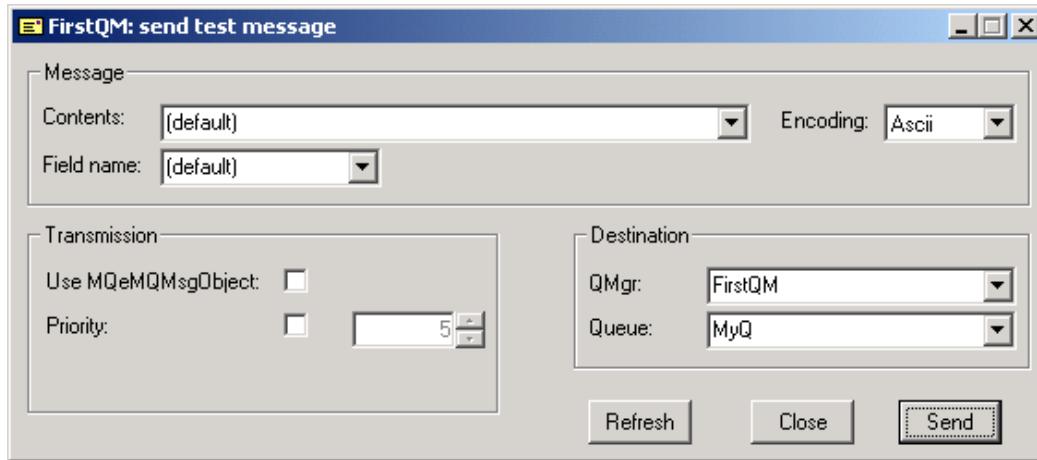 FirstQM: send test message
Message
Contents: (default) Encoding: Ascii
Field name: (default)
Transmission
Use MQeMQMsgObject:
Priority: 5
Destination
QMgr: FirstQM
Queue: MyQ
Refresh Close Send